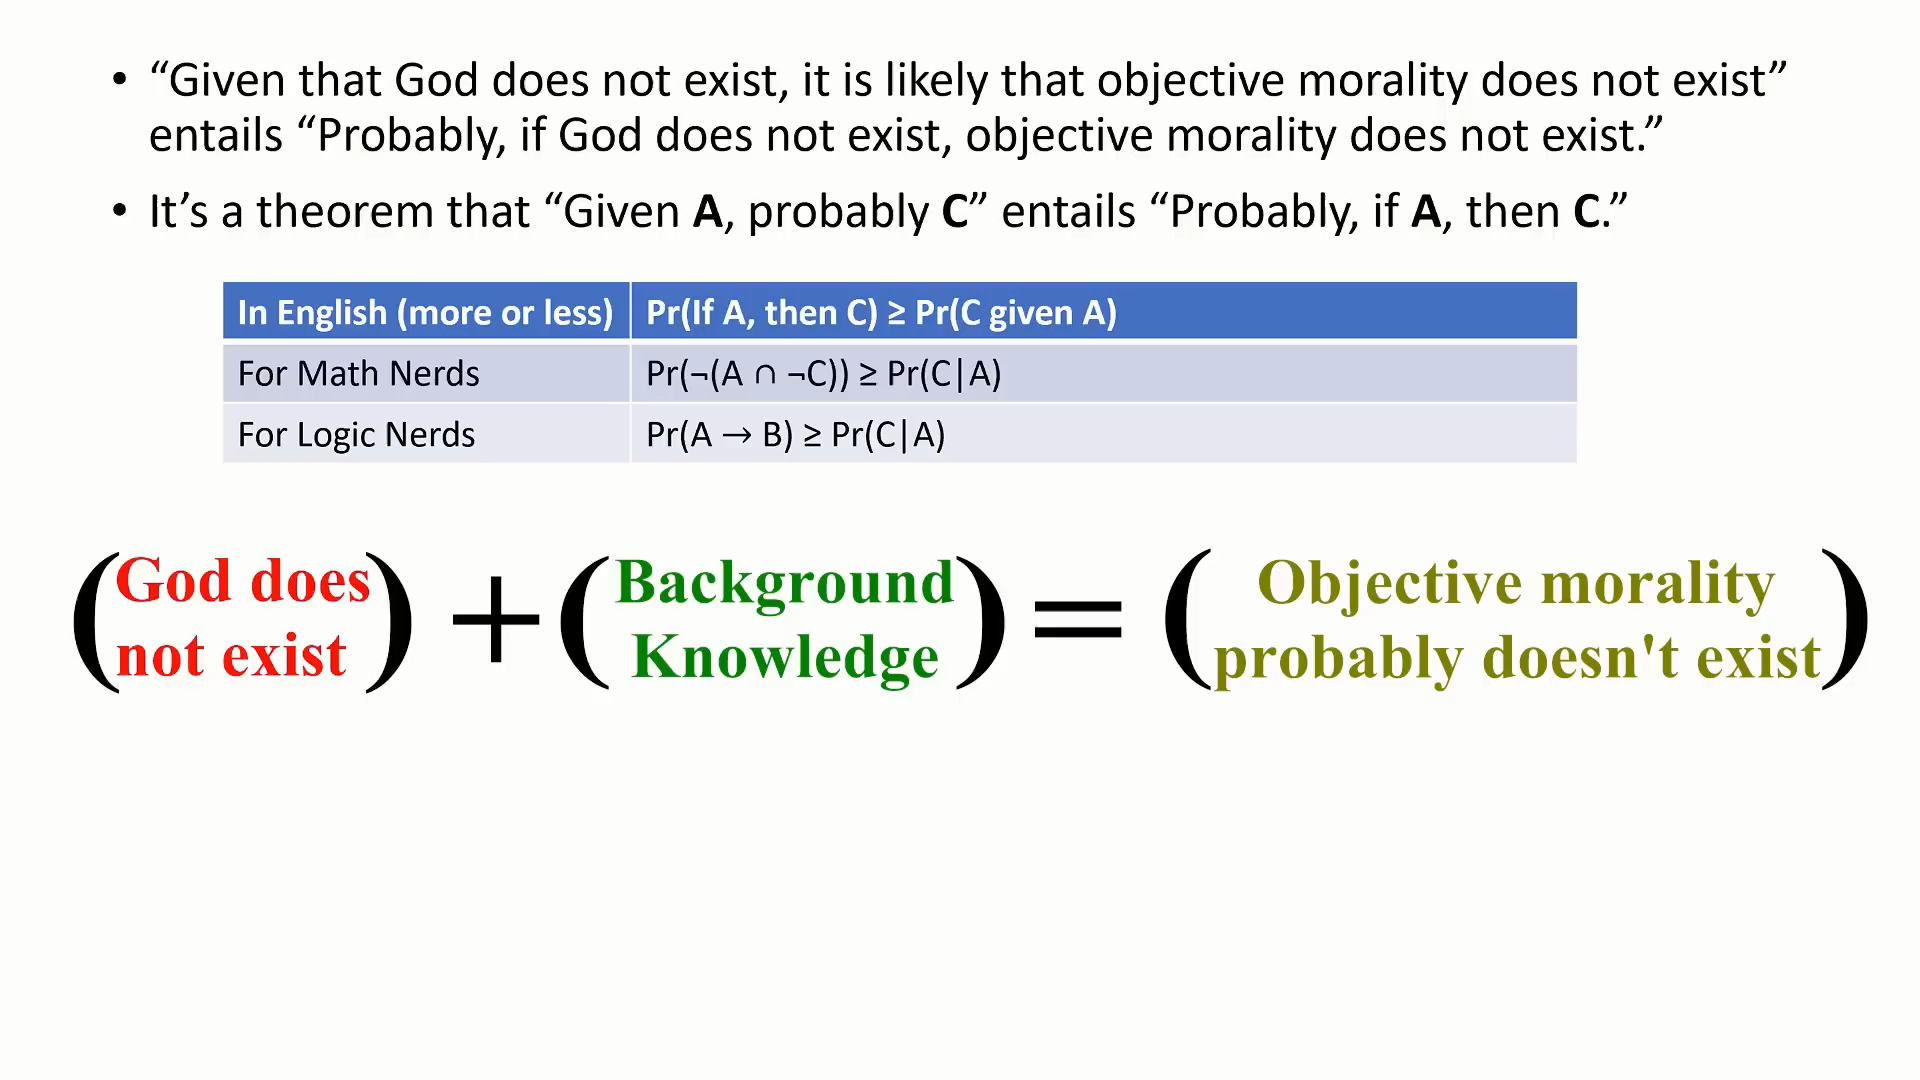 • “Given that God does not exist, it is likely that objective morality does not exist”
entails “Probably, if God does not exist, objective morality does not exist.”
• It’s a theorem that “Given A, probably C” entails “Probably, if A, then C.”
In English (more or less) Pr(If A, then C) ≥ Pr(C given A)
For Math Nerds Pr(¬(A ∩ ¬C)) ≥ Pr(C|A)
For Logic Nerds Pr(A → B) ≥ Pr(C|A)
(God does not exist) + (Background Knowledge) = (Objective morality probably doesn't exist)